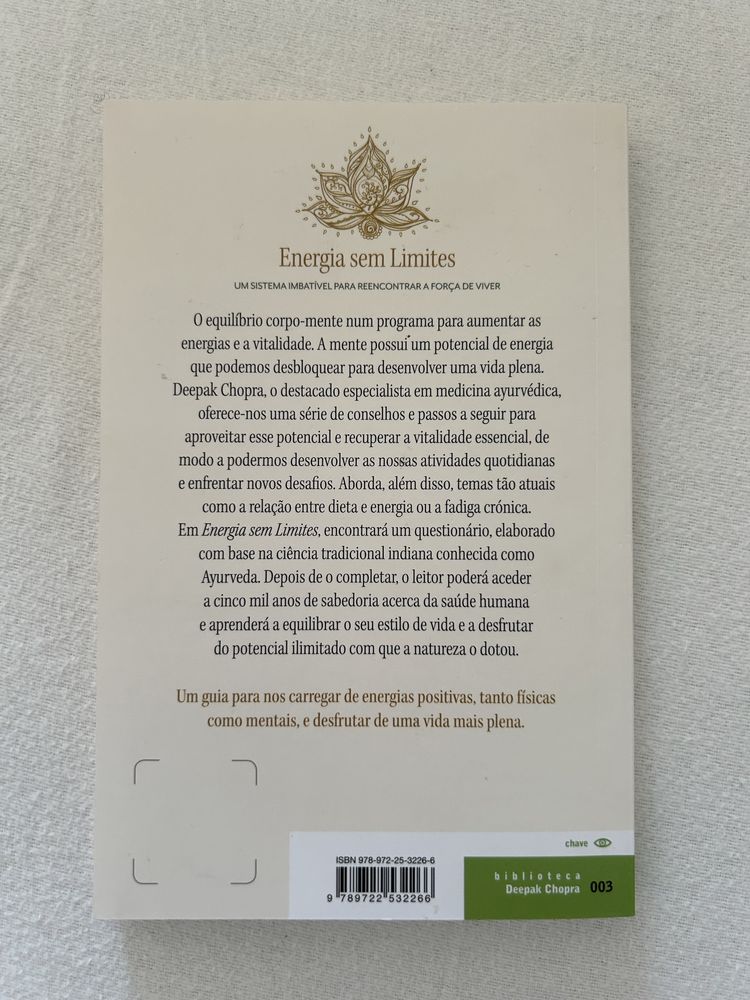 Energia sem Limites
UM SISTEMA IMBATÍVEL PARA REENCONTRAR A FORÇA DE VIVER
O equilíbrio corpo-mente num programa para aumentar as
energias e a vitalidade. A mente possui um potencial de energia
que podemos desbloquear para desenvolver uma vida plena.
Deepak Chopra, o destacado especialista em medicina ayurvédica,
oferece-nos uma série de conselhos e passos a seguir para
aproveitar esse potencial e recuperar a vitalidade essencial, de
modo a podermos desenvolver as nossas atividades quotidianas
e enfrentar novos desafios. Aborda, além disso, temas tão atuais
como a relação entre dieta e energia ou a fadiga crónica.
Em Energia sem Limites, encontrará um questionário, elaborado
com base na ciência tradicional indiana conhecida como
Ayurveda. Depois de o completar, o leitor poderá aceder
a cinco mil anos de sabedoria acerca da saúde humana
e aprenderá a equilibrar o seu estilo de vida e a desfrutar
do potencial ilimitado com que a natureza o dotou.
Um guia para nos carregar de energias positivas, tanto físicas
como mentais, e desfrutar de uma vida mais plena.
chave
ISBN 978-972-25-3226-6
9 789722 532266
biblioteca
Deepak Chopra 003